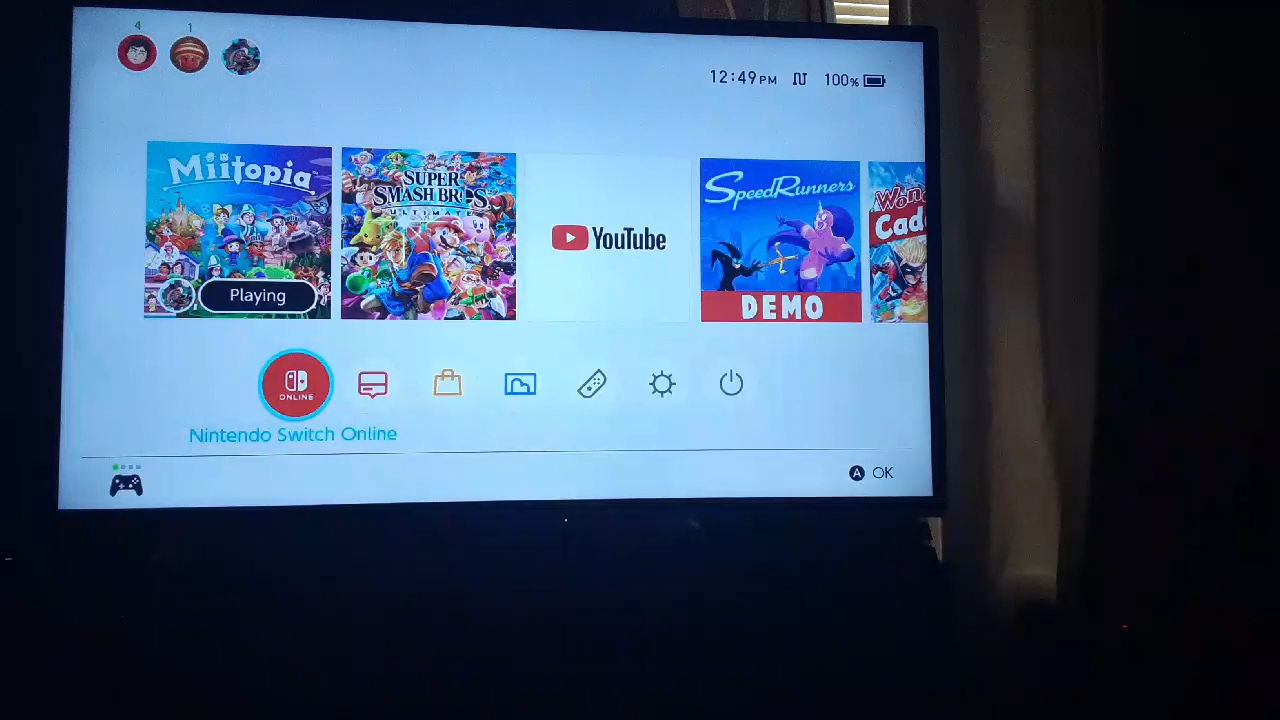 4
1
12:49 PM
100%
Miitopia
Playing
SUPER
SMASH BROS
ULTIMATE
YouTube
SPEEDRUNNERS
DEMO
ONLINE
Nintendo Switch Online
A OK